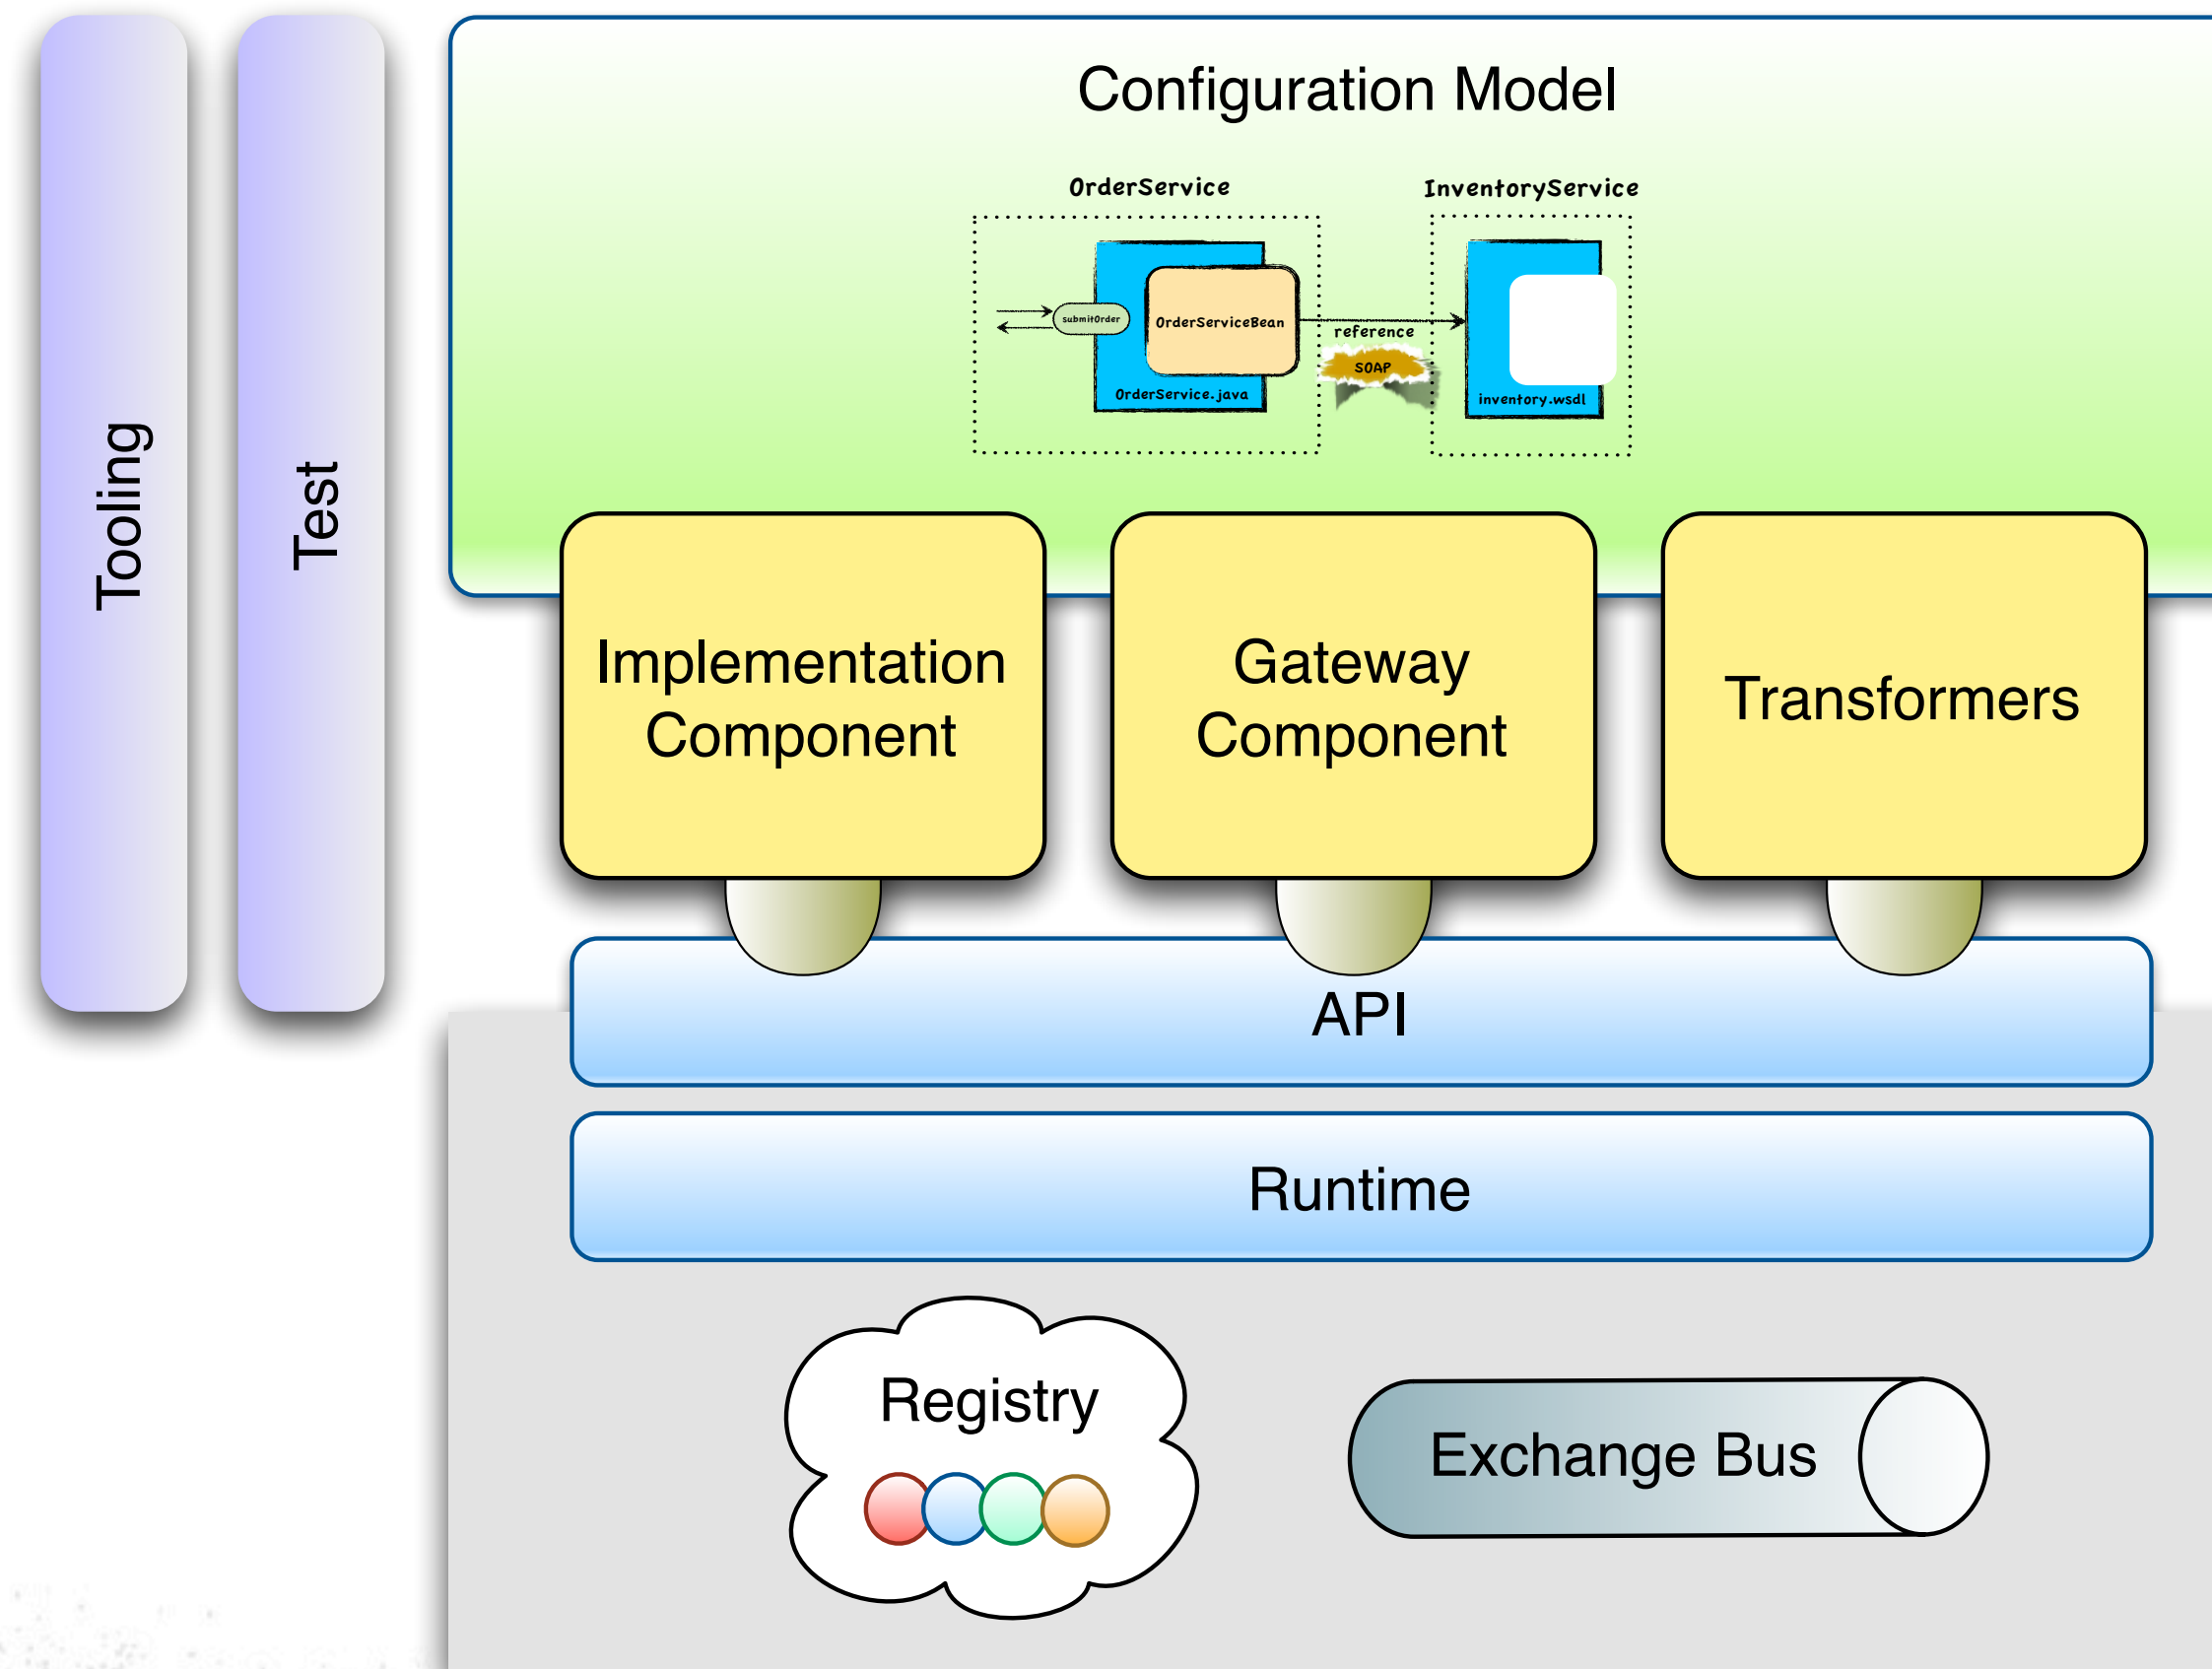 Tooling
Test
Configuration Model
OrderService
InventoryService
submitOrder
OrderServiceBean
reference
SOAP
OrderService.java
inventory.wsdl
Implementation
Component
Gateway
Component
Transformers
API
Runtime
Registry
Exchange Bus